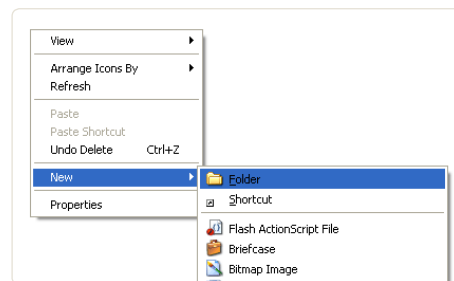 View
Arrange Icons By
Refresh
Paste
Paste Shortcut
Undo Delete Ctrl+Z
New
Properties
Folder
Shortcut
Flash ActionScript File
Briefcase
Bitmap Image